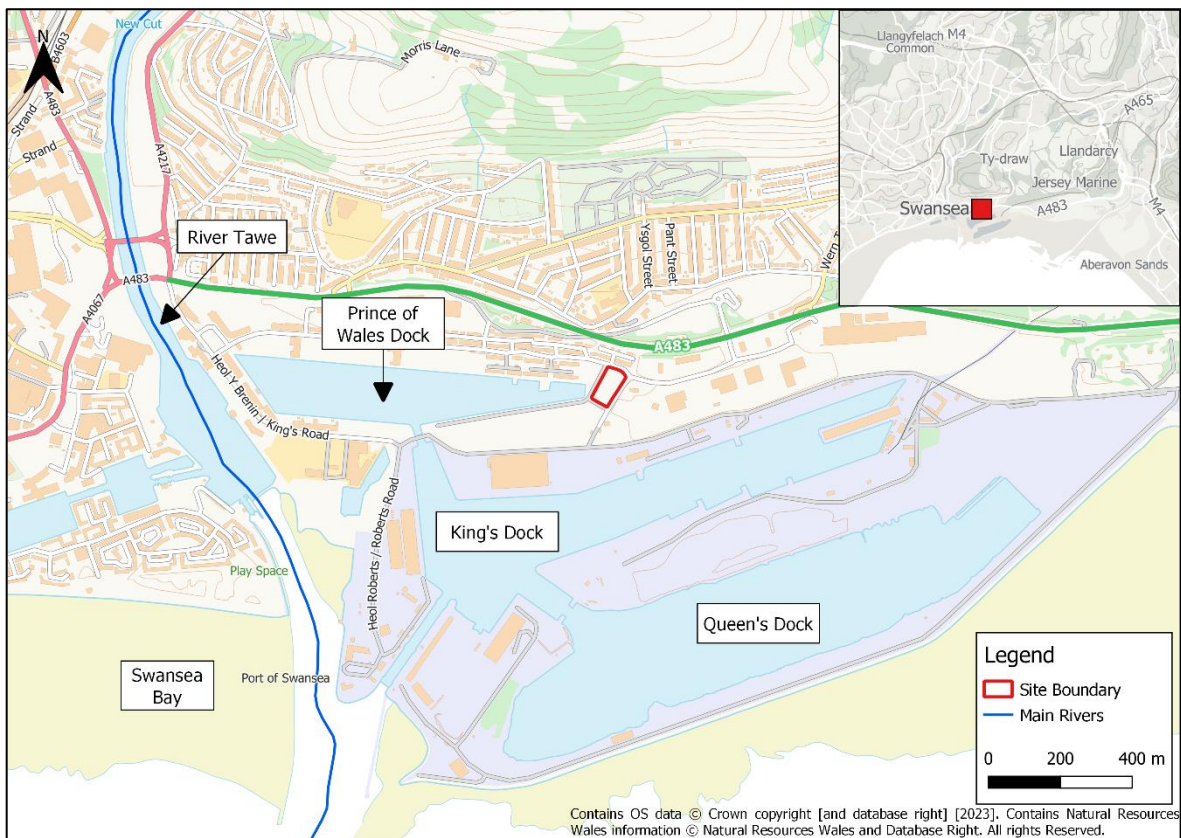 New Cut
N
B4603
A483
Strand
Strand
A4217
Morris Lane
River Tawe
A483
A4067
Prince of
Wales Dock
Ysgol Street
Pant Street
A483
Heol Y Brenin / King's Road
Heol Roberts / Roberts Road
King's Dock
Queen's Dock
Play Space
Port of Swansea
Swansea
Bay
Llangyfelach
Common
M4
A465
Ty-draw
Llandarcy
Jersey Marine
Swansea
A483
M4
Aberavon Sands
Legend
Site Boundary
Main Rivers
0 200 400 m
Contains OS data © Crown copyright [and database right] [2023]. Contains Natural Resources
Wales information © Natural Resources Wales and Database Right. All rights Reserved.